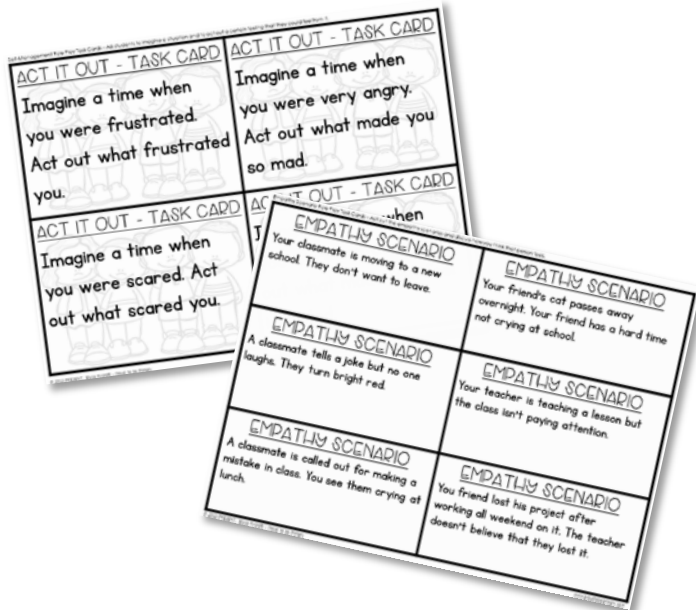 ACT IT OUT - TASK CARD
Imagine a time when
you were frustrated.
Act out what frustrated
you.
ACT IT OUT - TASK CARD
Imagine a time when
you were very angry.
Act out what made you
so mad.
ACT IT OUT - TASK CARD
Imagine a time when
you were scared. Act
out what scared you.
IT OUT - TASK CARD
when
EMPATHY SCENARIO
Your classmate is moving to a new
school. They don't want to leave.
EMPATHY SCENARIO
Your friend's cat passes away
overnight. Your friend has a hard time
not crying at school.
EMPATHY SCENARIO
A classmate tells a joke but no one
laughs. They turn bright red.
EMPATHY SCENARIO
Your teacher is teaching a lesson but
the class isn't paying attention.
EMPATHY SCENARIO
A classmate is called out for making a
mistake in class. You see them crying at
lunch.
EMPATHY SCENARIO
You friend lost his project after
working all weekend on it. The teacher
doesn't believe that they lost it.